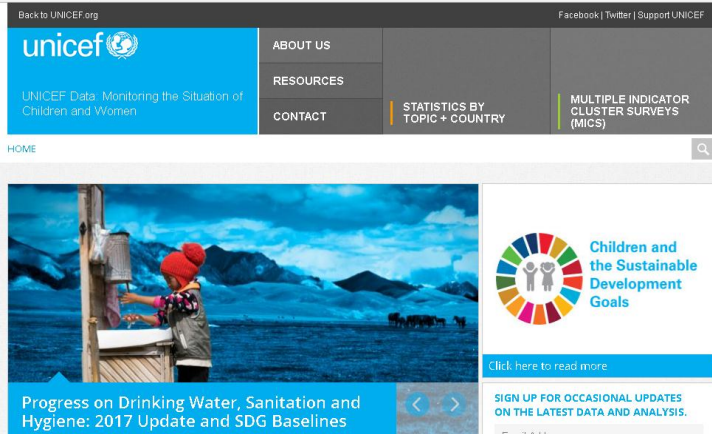 Back to UNICEF.org
Facebook | Twitter | Support UNICEF
unicef
UNICEF Data: Monitoring the Situation of
Children and Women
ABOUT US
RESOURCES
CONTACT
STATISTICS BY
TOPIC + COUNTRY
MULTIPLE INDICATOR
CLUSTER SURVEYS
(MICS)
HOME
Children and
the Sustainable
Development
Goals
Click here to read more
Progress on Drinking Water, Sanitation and
Hygiene: 2017 Update and SDG Baselines
SIGN UP FOR OCCASIONAL UPDATES
ON THE LATEST DATA AND ANALYSIS.